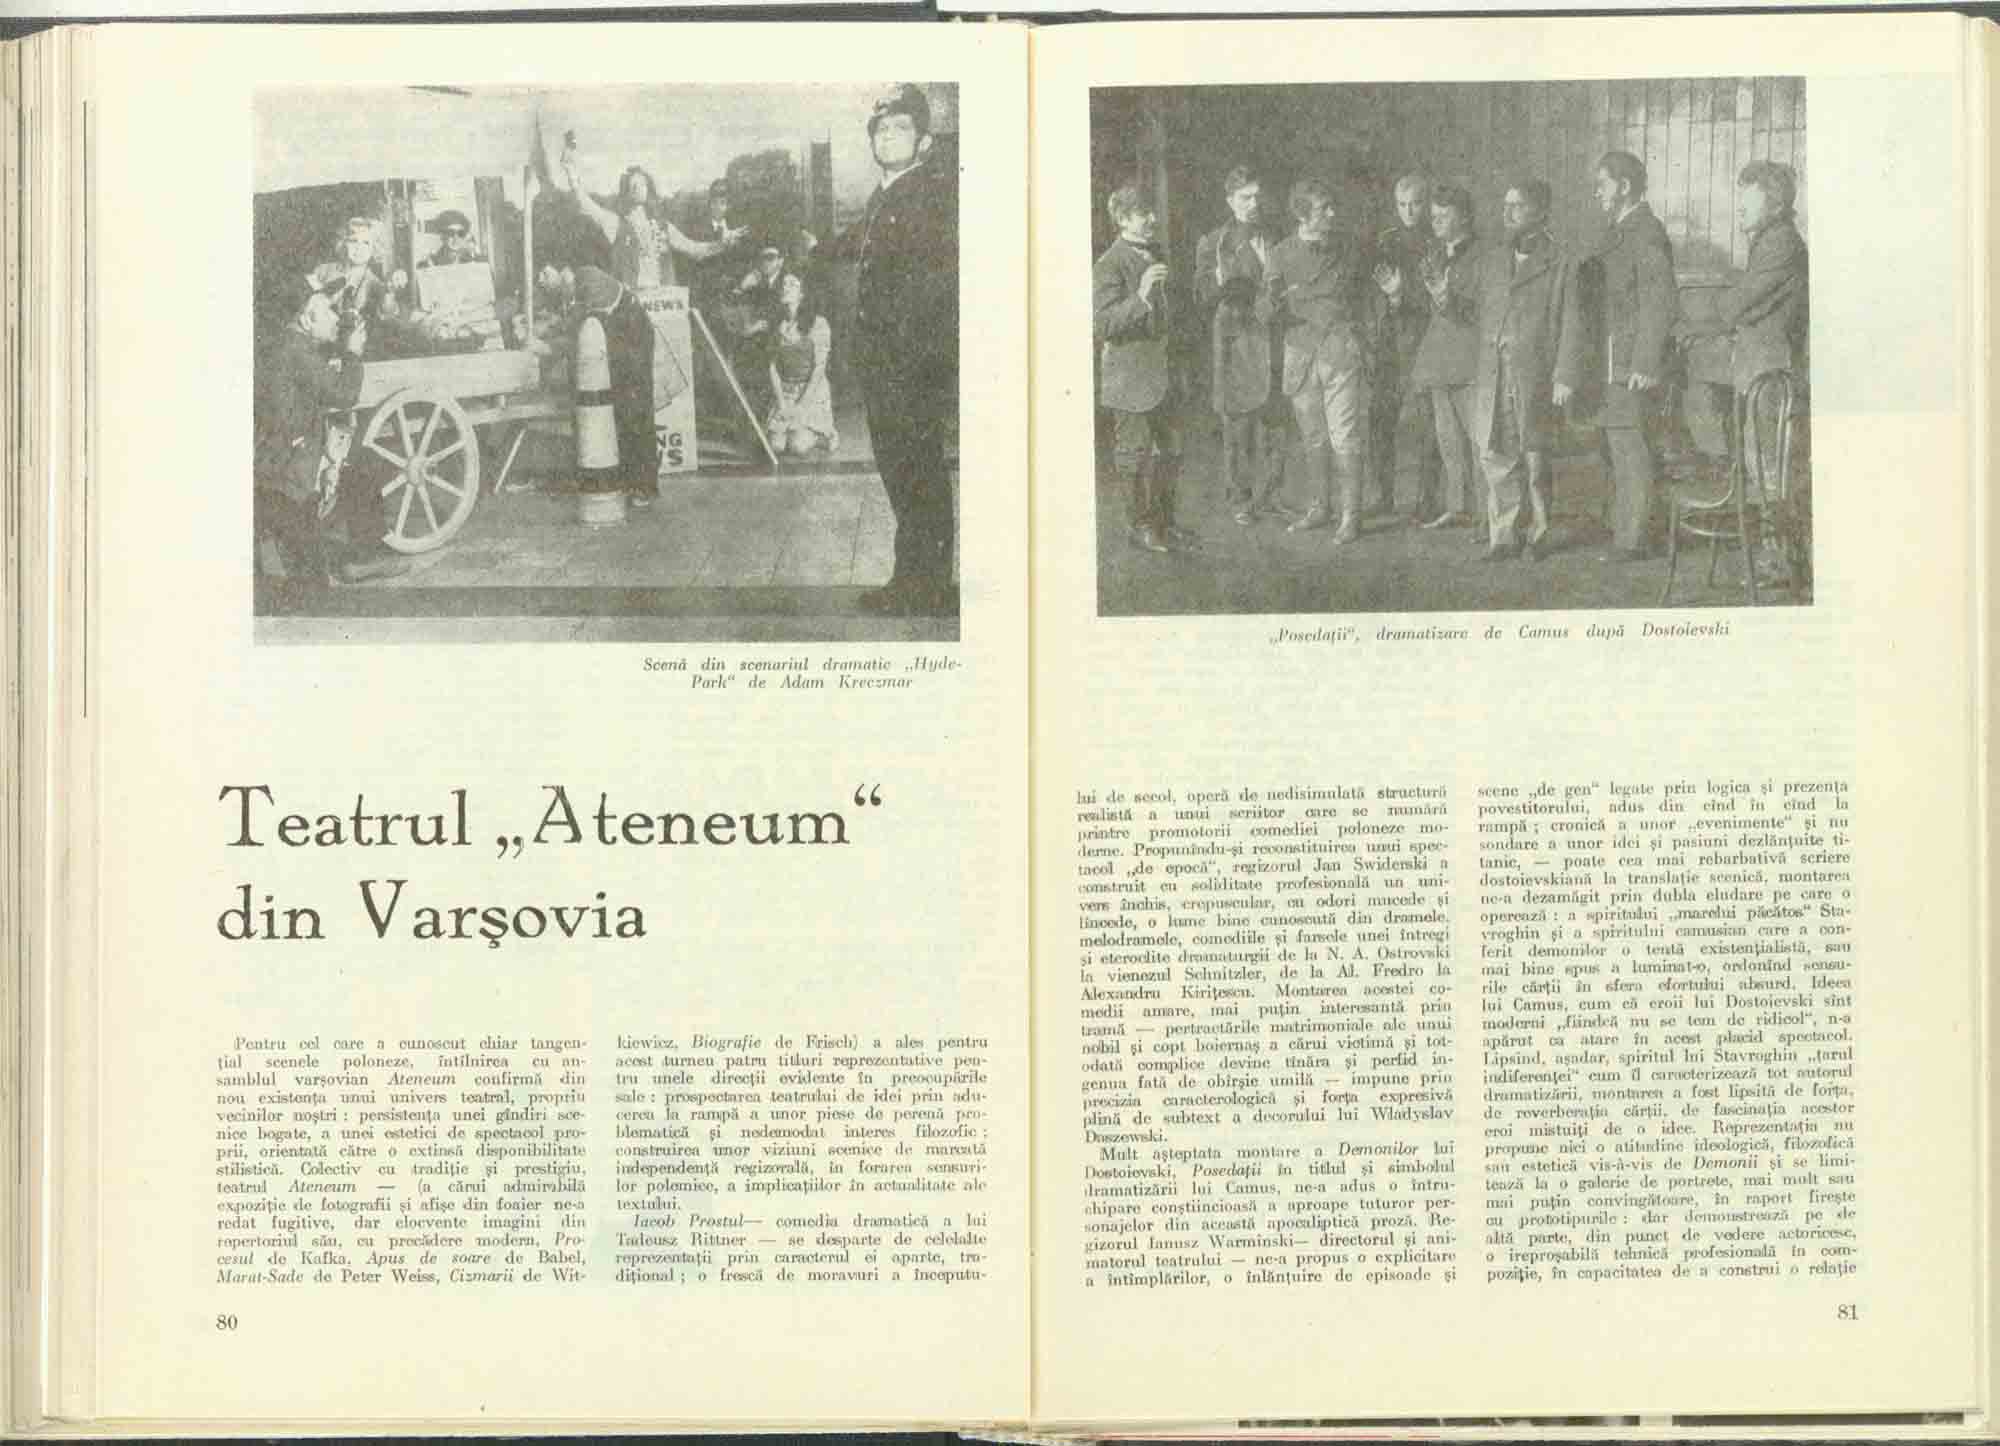 NEWS
NG
S
Scenă din scenariul dramatic „Hyde-
Park“ de Adam Kreczmar
Teatrul „Ateneum“
din Varşovia
Pentru cel care a cunoscut chiar tangen-
ţial scenele poloneze, întîlnirea cu an-
samblul varşovian Ateneum confirmă din
nou existenţa unui univers teatral, propriu
vecinilor noştri : persistenţa unei gîndiri sce-
nice bogate, a unei estetici de spectacol pro-
prii, orientată către o extinsă disponibilitate
stilistică. Colectiv cu tradiţie şi prestigiu,
teatrul Ateneum — (a cărui admirabilă
expoziţie de fotografii şi afişe din foaier ne-a
redat fugitive, dar elocvente imagini din
repertoriul său, cu precădere modern, Pro-
cesul de Kafka, Apus de soare de Babel,
Marat-Sade de Peter Weiss, Cizmarii de Wit-
kiewicz, Biografie de Frisch) a ales pentru
acest turneu patru titluri reprezentative pen-
tru unele direcţii evidente în preocupările
sale : prospectarea teatrului de idei prin adu-
cerea la rampă a unor piese de perenă pro-
blematică şi nedemodat interes filozofic ;
construirea unor viziuni scenice de marcată
independenţă regizorală, în forarea sensuri-
lor polemice, a implicaţiilor în actualitate ale
textului.
Iacob Prostul— comedia dramatică a lui
Tadeusz Rittner — se desparte de celelalte
reprezentaţii prin caracterul ei aparte, tra-
diţional ; o frescă de moravuri a începutu-
80
„Posedaţii“, dramatizare de Camus după Dostoievski
lui de secol, operă de nedisimulată structură
realistă a unui scriitor care se numără
printre promotorii comediei poloneze mo-
derne. Propunîndu-şi reconstituirea unui spec-
tacol „de epocă“, regizorul Jan Swiderski a
construit cu soliditate profesională un uni-
vers închis, crepuscular, cu odori mucede şi
lîncede, o lume bine cunoscută din dramele,
melodramele, comediile şi farsele unei întregi
şi eteroclite dramaturgii de la N. A. Ostrovski
la vienezul Schnitzler, de la Al. Fredro la
Alexandru Kiriţescu. Montarea acestei co-
medii amare, mai puţin interesantă prin
tramă — pertractările matrimoniale ale unui
nobil şi copt boiernaş a cărui victimă şi tot-
odată complice devine tînăra şi perfid in-
genua fată de obîrşie umilă — impune prin
precizia caracterologică şi forţa expresivă
plină de subtext a decorului lui Wladyslav
Daszewski.
Mult aşteptata montare a Demonilor lui
Dostoievski, Posedaţii în titlul şi simbolul
dramatizării lui Camus, ne-a adus o întru-
chipare conştiincioasă a aproape tuturor per-
sonajelor din această apocaliptică proză. Re-
gizorul Ianusz Warminski— directorul şi ani-
matorul teatrului — ne-a propus o explicitare
a întîmplărilor, o înlănţuire de episoade şi
scene „de gen“ legate prin logica şi prezenţa
povestitorului, adus din cînd în cînd la
rampă ; cronică a unor „evenimente“ şi nu
sondare a unor idei şi pasiuni dezlănţuite ti-
tanic, — poate cea mai rebarbativă scriere
dostoievskiană la translaţie scenică, montarea
ne-a dezamăgit prin dubla eludare pe care o
operează : a spiritului „marelui păcătos“ Sta-
vroghin şi a spiritului camusian care a con-
ferit demonilor o tentă existenţialistă, sau
mai bine spus a luminat-o, ordonînd sensu-
rile cărţii în sfera efortului absurd. Ideea
lui Camus, cum că eroii lui Dostoievski sînt
moderni „fiindcă nu se tem de ridicol“, n-a
apărut ca atare în acest placid spectacol.
Lipsind, aşadar, spiritul lui Stavroghin „ţarul
indiferenţei“ cum îl caracterizează tot autorul
dramatizării, montarea a fost lipsită de forţa,
de reverberaţia cărţii, de fascinaţia acestor
eroi mistuiţi de o idee. Reprezentaţia nu
propune nici o atitudine ideologică, filozofică
sau estetică vis-à-vis de Demonii şi se limi-
tează la o galerie de portrete, mai mult sau
mai puţin convingătoare, în raport fireşte
cu prototipurile : dar demonstrează pe de
altă parte, din punct de vedere actoricesc,
o ireproşabilă tehnică profesională în com-
poziţie, în capacitatea de a construi o relaţie
81